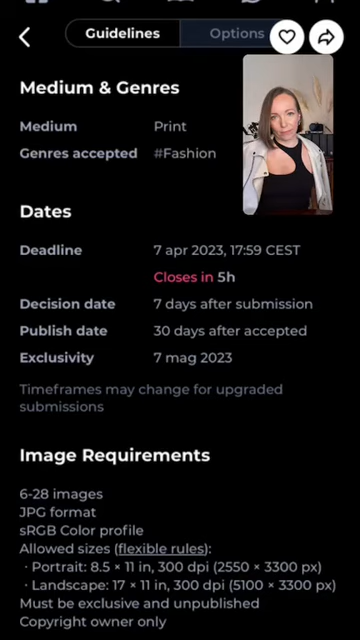 Guidelines
Options
Medium & Genres
Medium Print
Genres accepted #Fashion
Dates
Deadline 7 apr 2023, 17:59 CEST
Closes in 5h
Decision date 7 days after submission
Publish date 30 days after accepted
Exclusivity 7 mag 2023
Timeframes may change for upgraded
submissions
Image Requirements
6-28 images
JPG format
sRGB Color profile
Allowed sizes (flexible rules):
· Portrait: 8.5 × 11 in, 300 dpi (2550 × 3300 px)
· Landscape: 17 × 11 in, 300 dpi (5100 × 3300 px)
Must be exclusive and unpublished
Copyright owner only